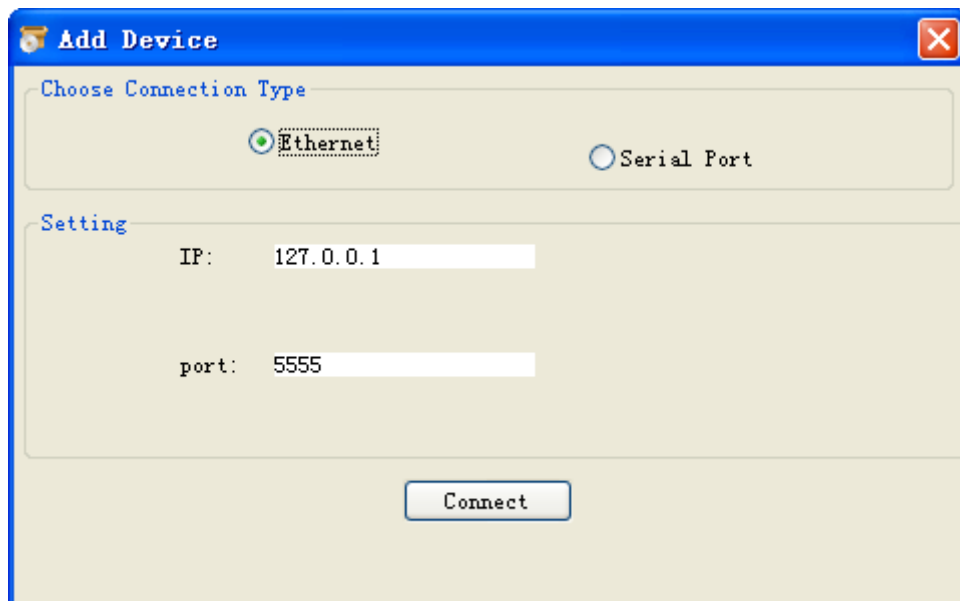 Add Device
Choose Connection Type
Ethernet
Serial Port
Setting
IP: 127.0.0.1
port: 5555
Connect